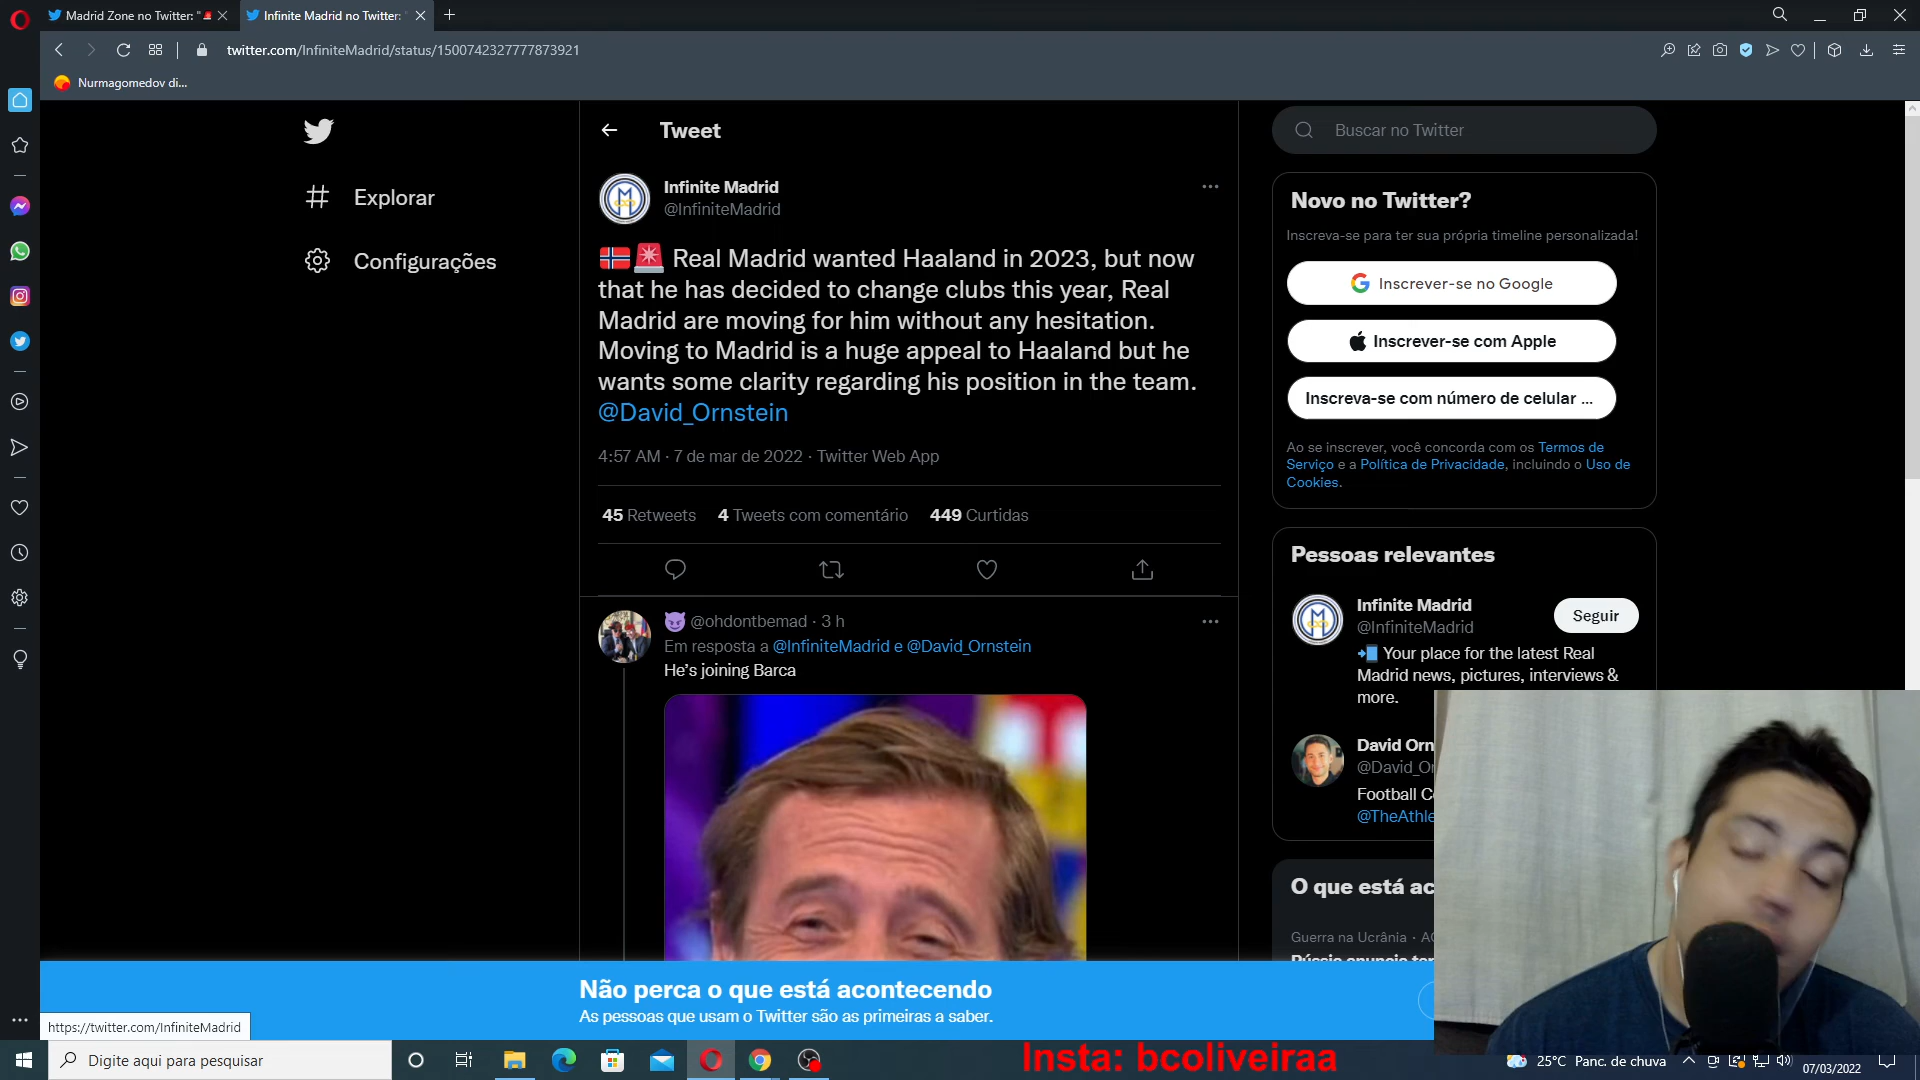 Madrid Zone no Twitter: "
Infinite Madrid no Twitter: "
twitter.com/InfiniteMadrid/status/1500742327777873921
Nurmagomedov di...
Explorar
Configurações
Tweet
Infinite Madrid
@InfiniteMadrid
🇳🇴🚨 Real Madrid wanted Haaland in 2023, but now
that he has decided to change clubs this year, Real
Madrid are moving for him without any hesitation.
Moving to Madrid is a huge appeal to Haaland but he
wants some clarity regarding his position in the team.
@David_Ornstein
4:57 AM · 7 de mar de 2022 · Twitter Web App
45 Retweets 4 Tweets com comentário 449 Curtidas
😈 @ohdontbemad · 3 h
Em resposta a @InfiniteMadrid e @David_Ornstein
He's joining Barca
Buscar no Twitter
Novo no Twitter?
Inscreva-se para ter sua própria timeline personalizada!
Inscrever-se no Google
Inscrever-se com Apple
Inscreva-se com número de celular ...
Ao se inscrever, você concorda com os Termos de
Serviço e a Política de Privacidade, incluindo o Uso de
Cookies.
Pessoas relevantes
Infinite Madrid
@InfiniteMadrid
Seguir
📲 Your place for the latest Real
Madrid news, pictures, interviews &
more.
David Orn
@David_Or
Football C
@TheAthle
O que está ac
Guerra na Ucrânia
Não perca o que está acontecendo
As pessoas que usam o Twitter são as primeiras a saber.
https://twitter.com/InfiniteMadrid
Digite aqui para pesquisar
Insta: bcoliveiraa
25°C Panc. de chuva
07/03/2022